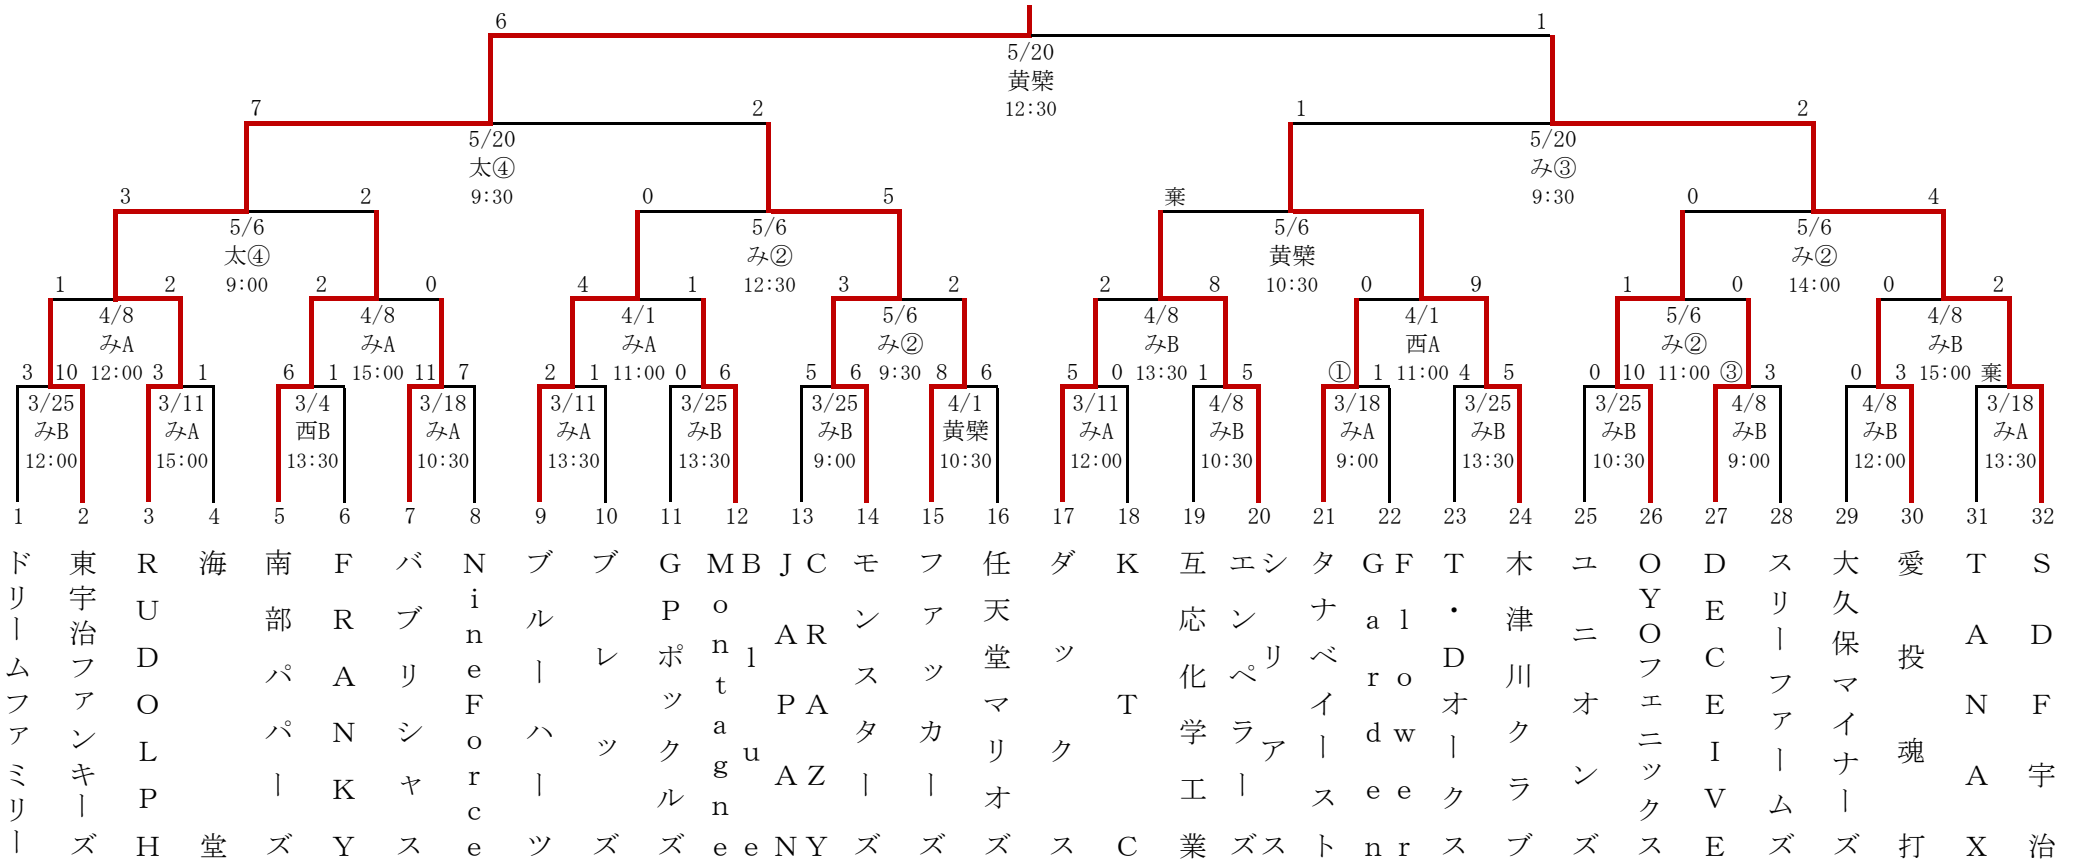 6 1
5/20
黄檗
12:30
7 2 1 2
5/20 5/20
太④ み③
9:30 9:30
3 2 0 5 棄 0 4
5/6 5/6 5/6 5/6
太④ み② 黄檗 み②
9:00 12:30 10:30 14:00
1 2 2 0 4 1 3 2 2 8 0 9 1 0 0 2
4/8 4/8 4/1 5/6 4/8 4/1 5/6 4/8
みA みA みA み② みB 西A み② みB
12:00 15:00 11:00 9:30 13:30 11:00 11:00 15:00
3 10 3 1 6 1 11 7 2 1 0 6 5 6 8 6 5 0 1 5 ① 1 4 5 0 10 ③ 3 0 3 棄
3/25 3/11 3/4 3/18 3/11 3/25 3/25 4/1 3/11 4/8 3/18 3/25 3/25 4/8 4/8 3/18
みB みA 西B みA みA みB みB 黄檗 みA みB みA みB みB みB みB みA
12:00 15:00 13:30 10:30 13:30 13:30 9:00 10:30 12:00 10:30 9:00 13:30 10:30 9:00 12:00 13:30
1 2 3 4 5 6 7 8 9 10 11 12 13 14 15 16 17 18 19 20 21 22 23 24 25 26 27 28 29 30 31 32
ドリームファミリー
東宇治ファンキーズ
RUDOLPH
海堂
南部パパーズ
FRANKY
バブリシャス
NineForce
ブルーハーツ
ブレッズ
GPポックルズ
Montagne
Blue
JAPAN
CRAZY
モンスターズ
ファッカーズ
任天堂マリオズ
ダックス
KTC
互応化学工業
エンペラーズ
シリアス
タナベイースト
Garden
Flower
T・Dオークス
木津川クラブ
ユニオンズ
OYOフェニックス
DECEIVE
スリーファームズ
大久保マイナーズ
愛投魂打
TANAX
SDF宇治